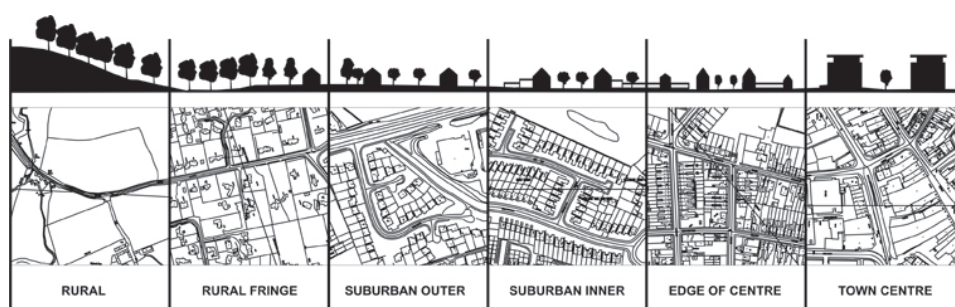 RURAL
RURAL FRINGE
SUBURBAN OUTER
SUBURBAN INNER
EDGE OF CENTRE
TOWN CENTRE